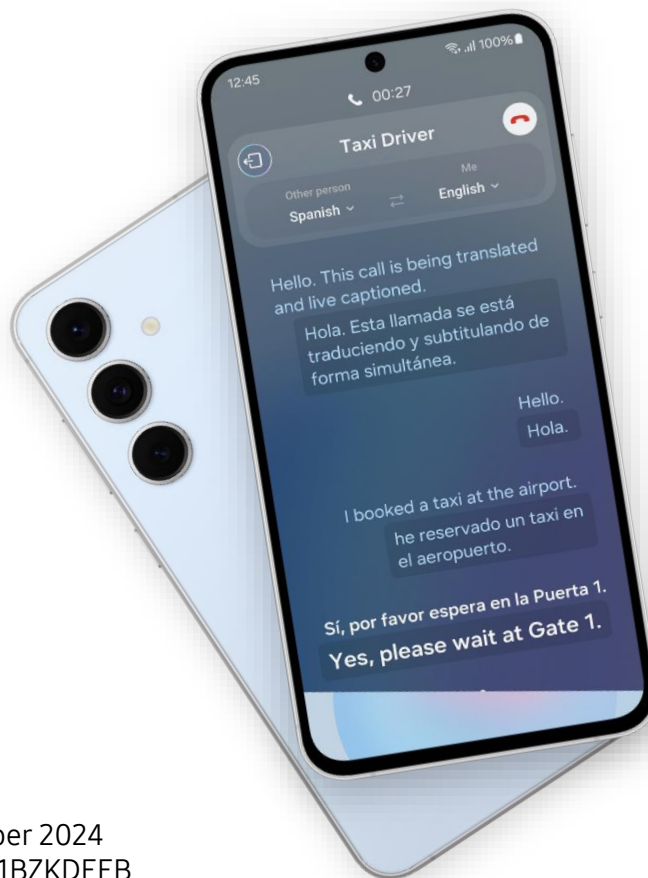 12:45
100%
00:27
Taxi Driver
Other person
Me
Spanish
English
Hello. This call is being translated
and live captioned.
Hola. Esta llamada se está
traduciendo y subtitulando de
forma simultánea.
Hello.
Hola.
I booked a taxi at the airport.
he reservado un taxi en
el aeropuerto.
Sí, por favor espera en la Puerta 1.
Yes, please wait at Gate 1.
2024